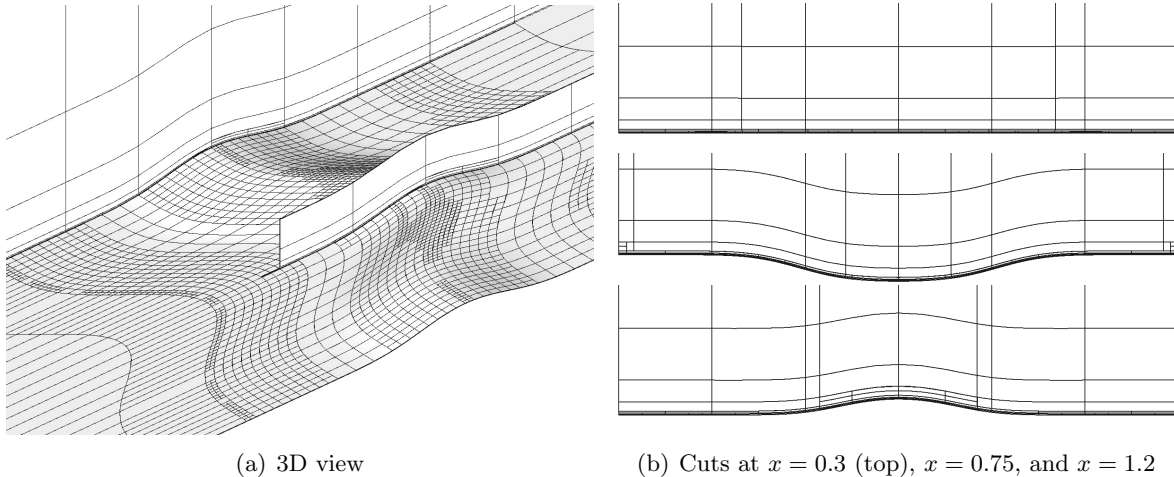 (a) 3D view
(b) Cuts at x = 0.3 (top), x = 0.75, and x = 1.2